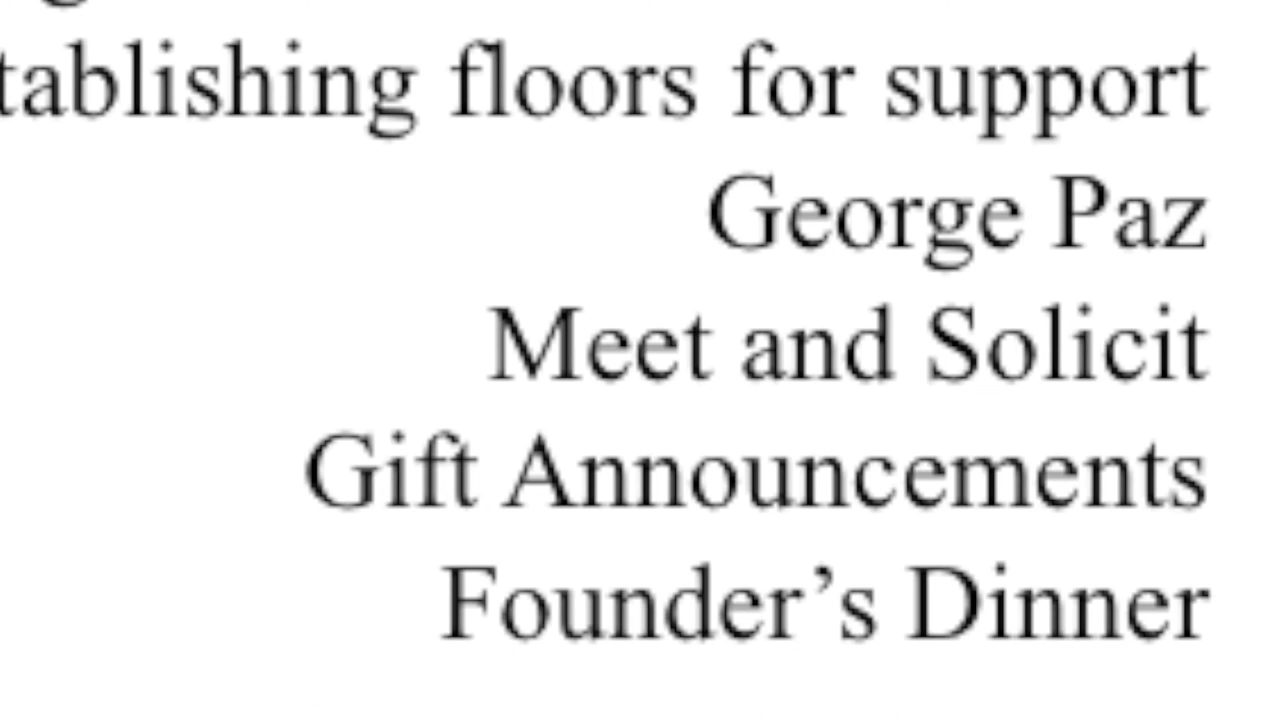 tablishing floors for support
George Paz
Meet and Solicit
Gift Announcements
Founder’s Dinner